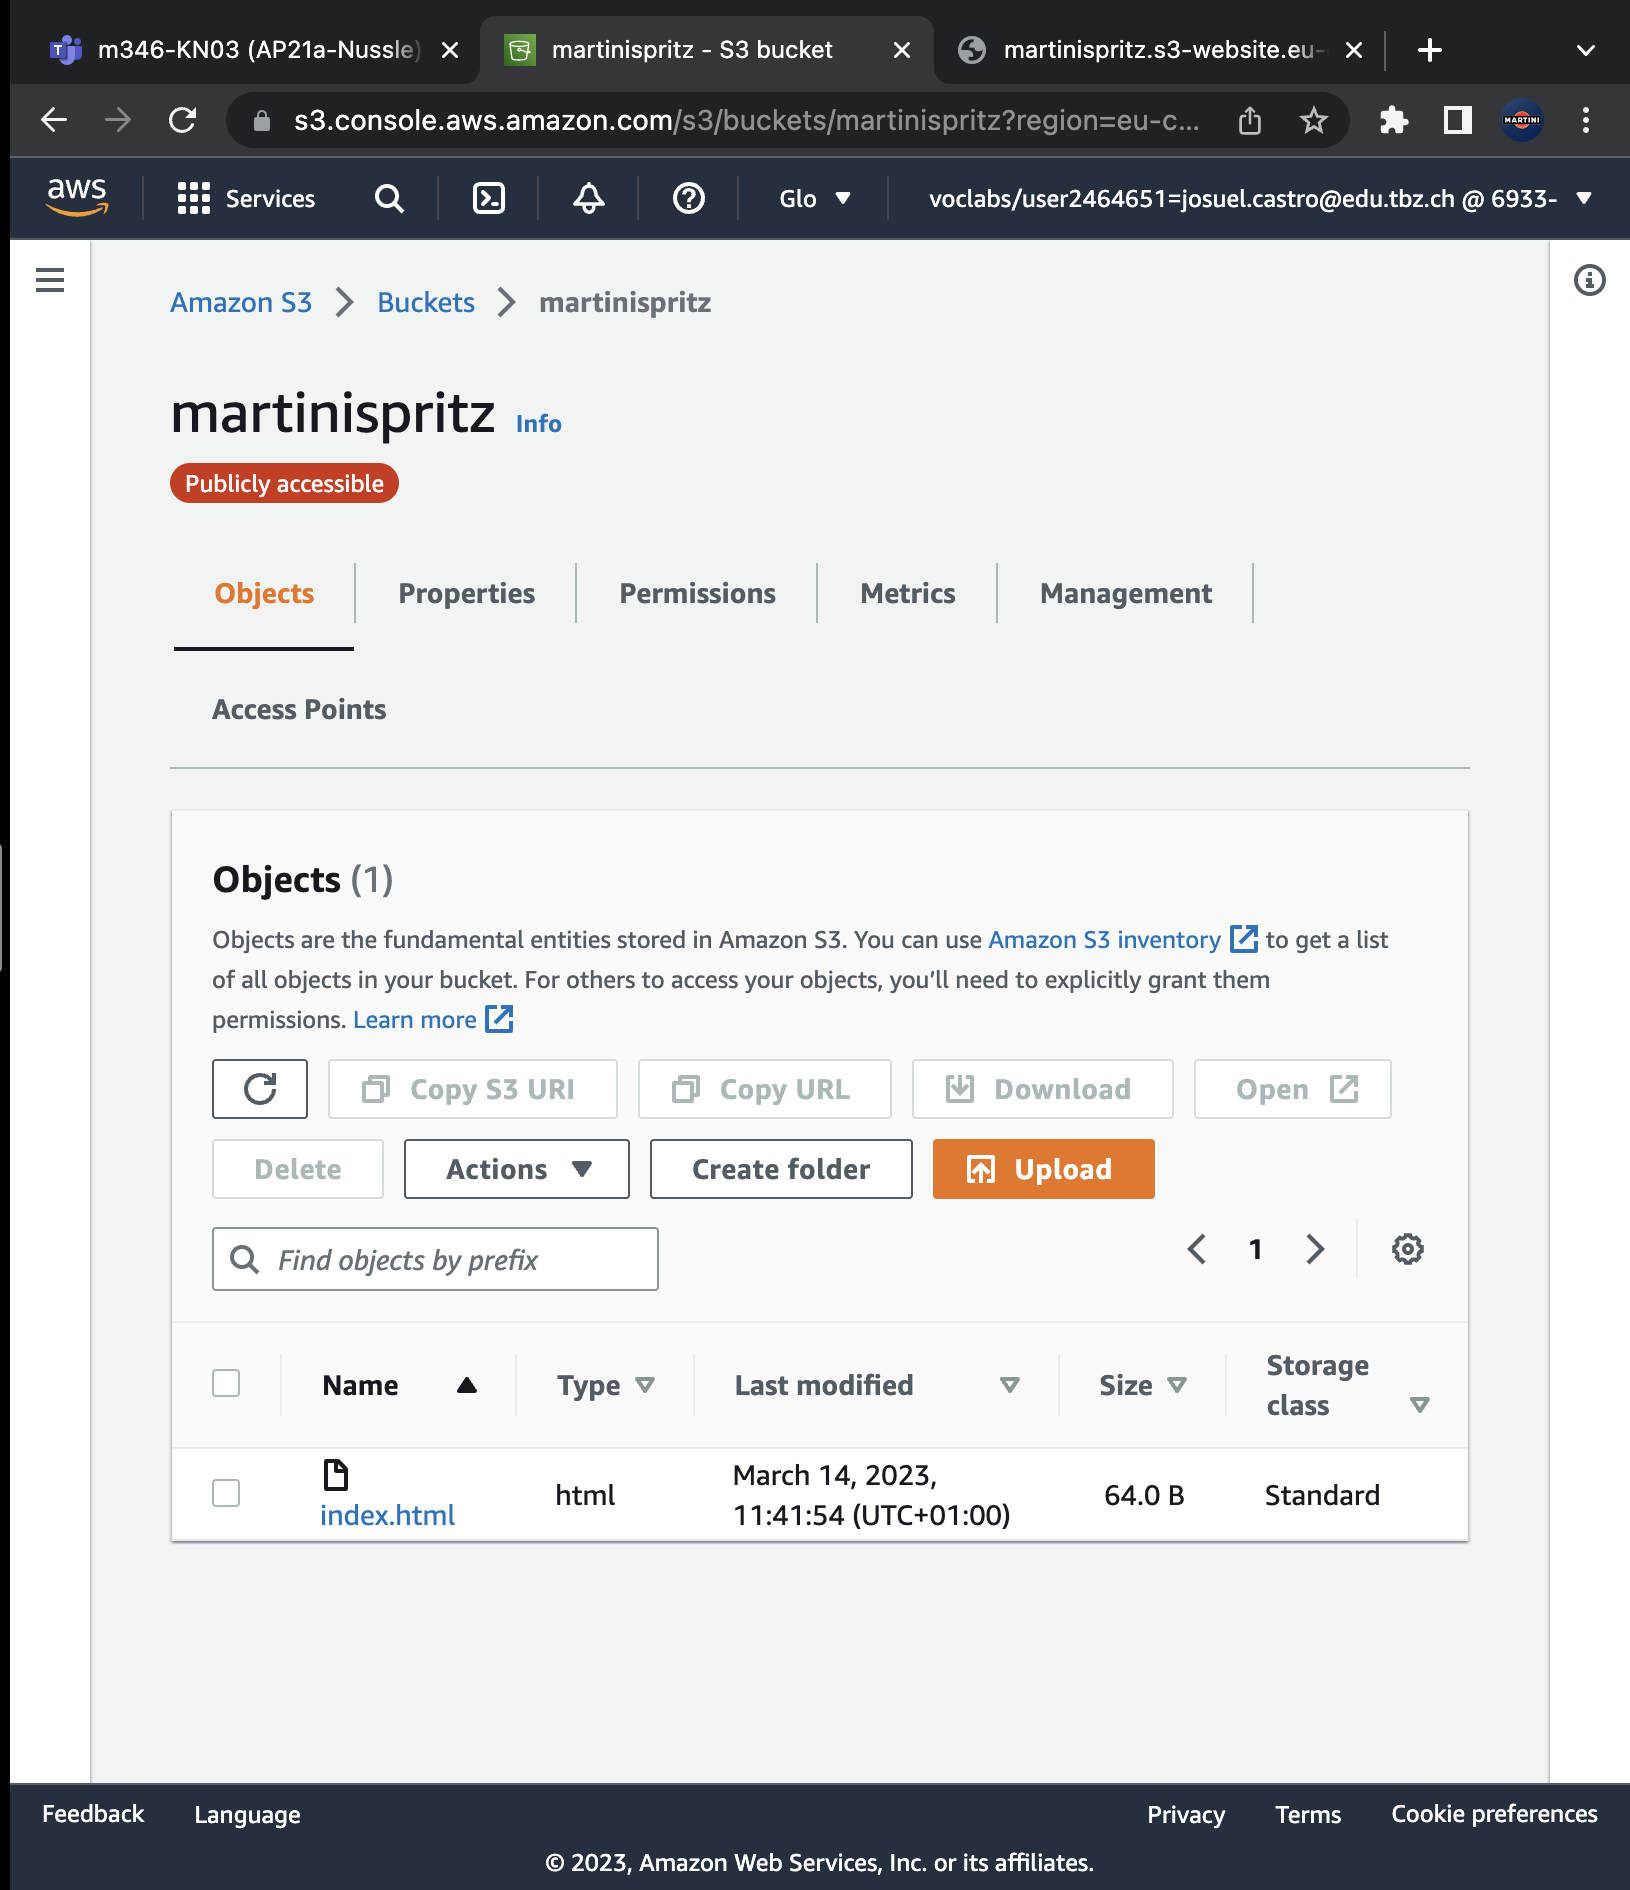 m346-KN03 (AP21a-Nussle)
martinispritz - S3 bucket
martinispritz.s3-website.eu-
s3.console.aws.amazon.com/s3/buckets/martinispritz?region=eu-c...
MARTINI
aws
Services
Glo
voclabs/user2464651=josuel.castro@edu.tbz.ch @ 6933-
Amazon S3
Buckets
martinispritz
martinispritz Info
Publicly accessible
Objects
Properties
Permissions
Metrics
Management
Access Points
Objects (1)
Objects are the fundamental entities stored in Amazon S3. You can use Amazon S3 inventory to get a list
of all objects in your bucket. For others to access your objects, you’ll need to explicitly grant them
permissions. Learn more
Copy S3 URI
Copy URL
Download
Open
Delete
Actions
Create folder
Upload
Find objects by prefix
1
Name
Type
Last modified
Size
Storage
class
index.html
html
March 14, 2023,
11:41:54 (UTC+01:00)
64.0 B
Standard
Feedback
Language
Privacy
Terms
Cookie preferences
© 2023, Amazon Web Services, Inc. or its affiliates.